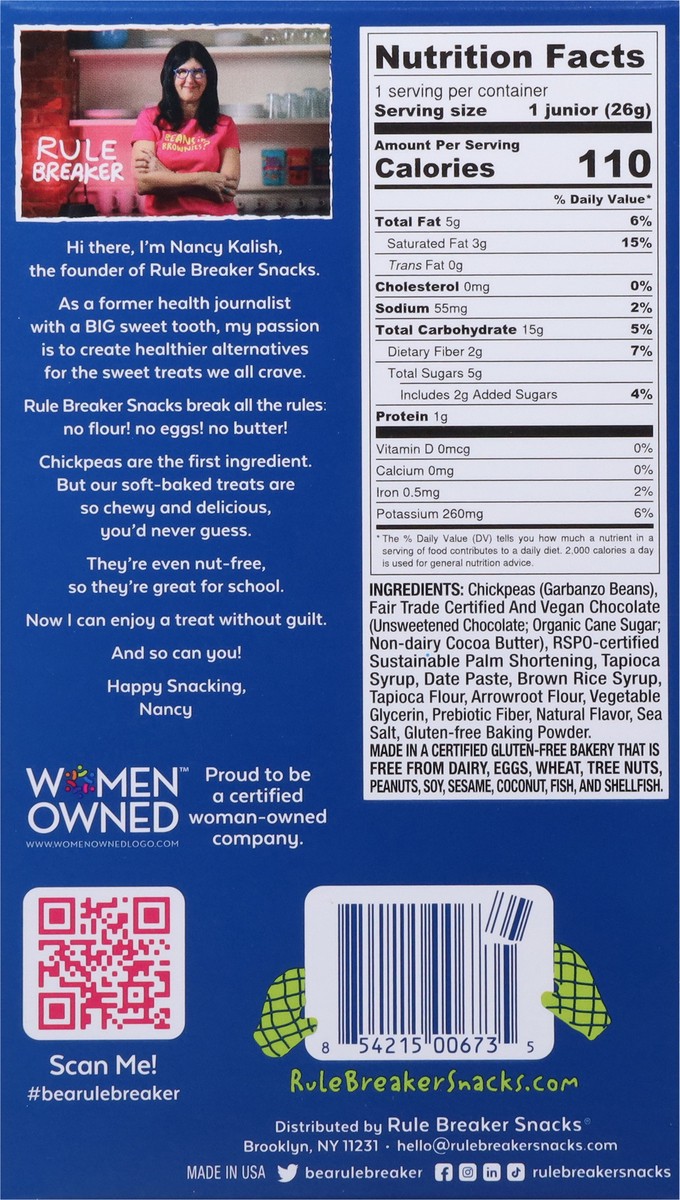 RULE
BREAKER
BEANS IN
BROWNIES?
Hi there, I'm Nancy Kalish,
the founder of Rule Breaker Snacks.
As a former health journalist
with a BIG sweet tooth, my passion
is to create healthier alternatives
for the sweet treats we all crave.
Rule Breaker Snacks break all the rules:
no flour! no eggs! no butter!
Chickpeas are the first ingredient.
But our soft-baked treats are
so chewy and delicious,
you'd never guess.
They're even nut-free,
so they're great for school.
Now I can enjoy a treat without guilt.
And so can you!
Happy Snacking,
Nancy
WOMEN™
OWNED
WWW.WOMENOWNEDLOGO.COM
Proud to be
a certified
woman-owned
company.
Nutrition Facts
1 serving per container
Serving size 1 junior (26g)
Amount Per Serving
Calories 110
% Daily Value*
Total Fat 5g 6%
Saturated Fat 3g 15%
Trans Fat 0g
Cholesterol 0mg 0%
Sodium 55mg 2%
Total Carbohydrate 15g 5%
Dietary Fiber 2g 7%
Total Sugars 5g
Includes 2g Added Sugars 4%
Protein 1g
Vitamin D 0mcg 0%
Calcium 0mg 0%
Iron 0.5mg 2%
Potassium 260mg 6%
*The % Daily Value (DV) tells you how much a nutrient in a
serving of food contributes to a daily diet. 2,000 calories a day
is used for general nutrition advice.
INGREDIENTS: Chickpeas (Garbanzo Beans),
Fair Trade Certified And Vegan Chocolate
(Unsweetened Chocolate; Organic Cane Sugar;
Non-dairy Cocoa Butter), RSPO-certified
Sustainable Palm Shortening, Tapioca
Syrup, Date Paste, Brown Rice Syrup,
Tapioca Flour, Arrowroot Flour, Vegetable
Glycerin, Prebiotic Fiber, Natural Flavor, Sea
Salt, Gluten-free Baking Powder.
MADE IN A CERTIFIED GLUTEN-FREE BAKERY THAT IS
FREE FROM DAIRY, EGGS, WHEAT, TREE NUTS,
PEANUTS, SOY, SESAME, COCONUT, FISH, AND SHELLFISH.
Scan Me!
#bearulebreaker
8 54215 00673 5
RuleBreakerSnacks.com
Distributed by Rule Breaker Snacks®
Brooklyn, NY 11231 · hello@rulebreakersnacks.com
MADE IN USA bearulebreaker rulebreakersnacks